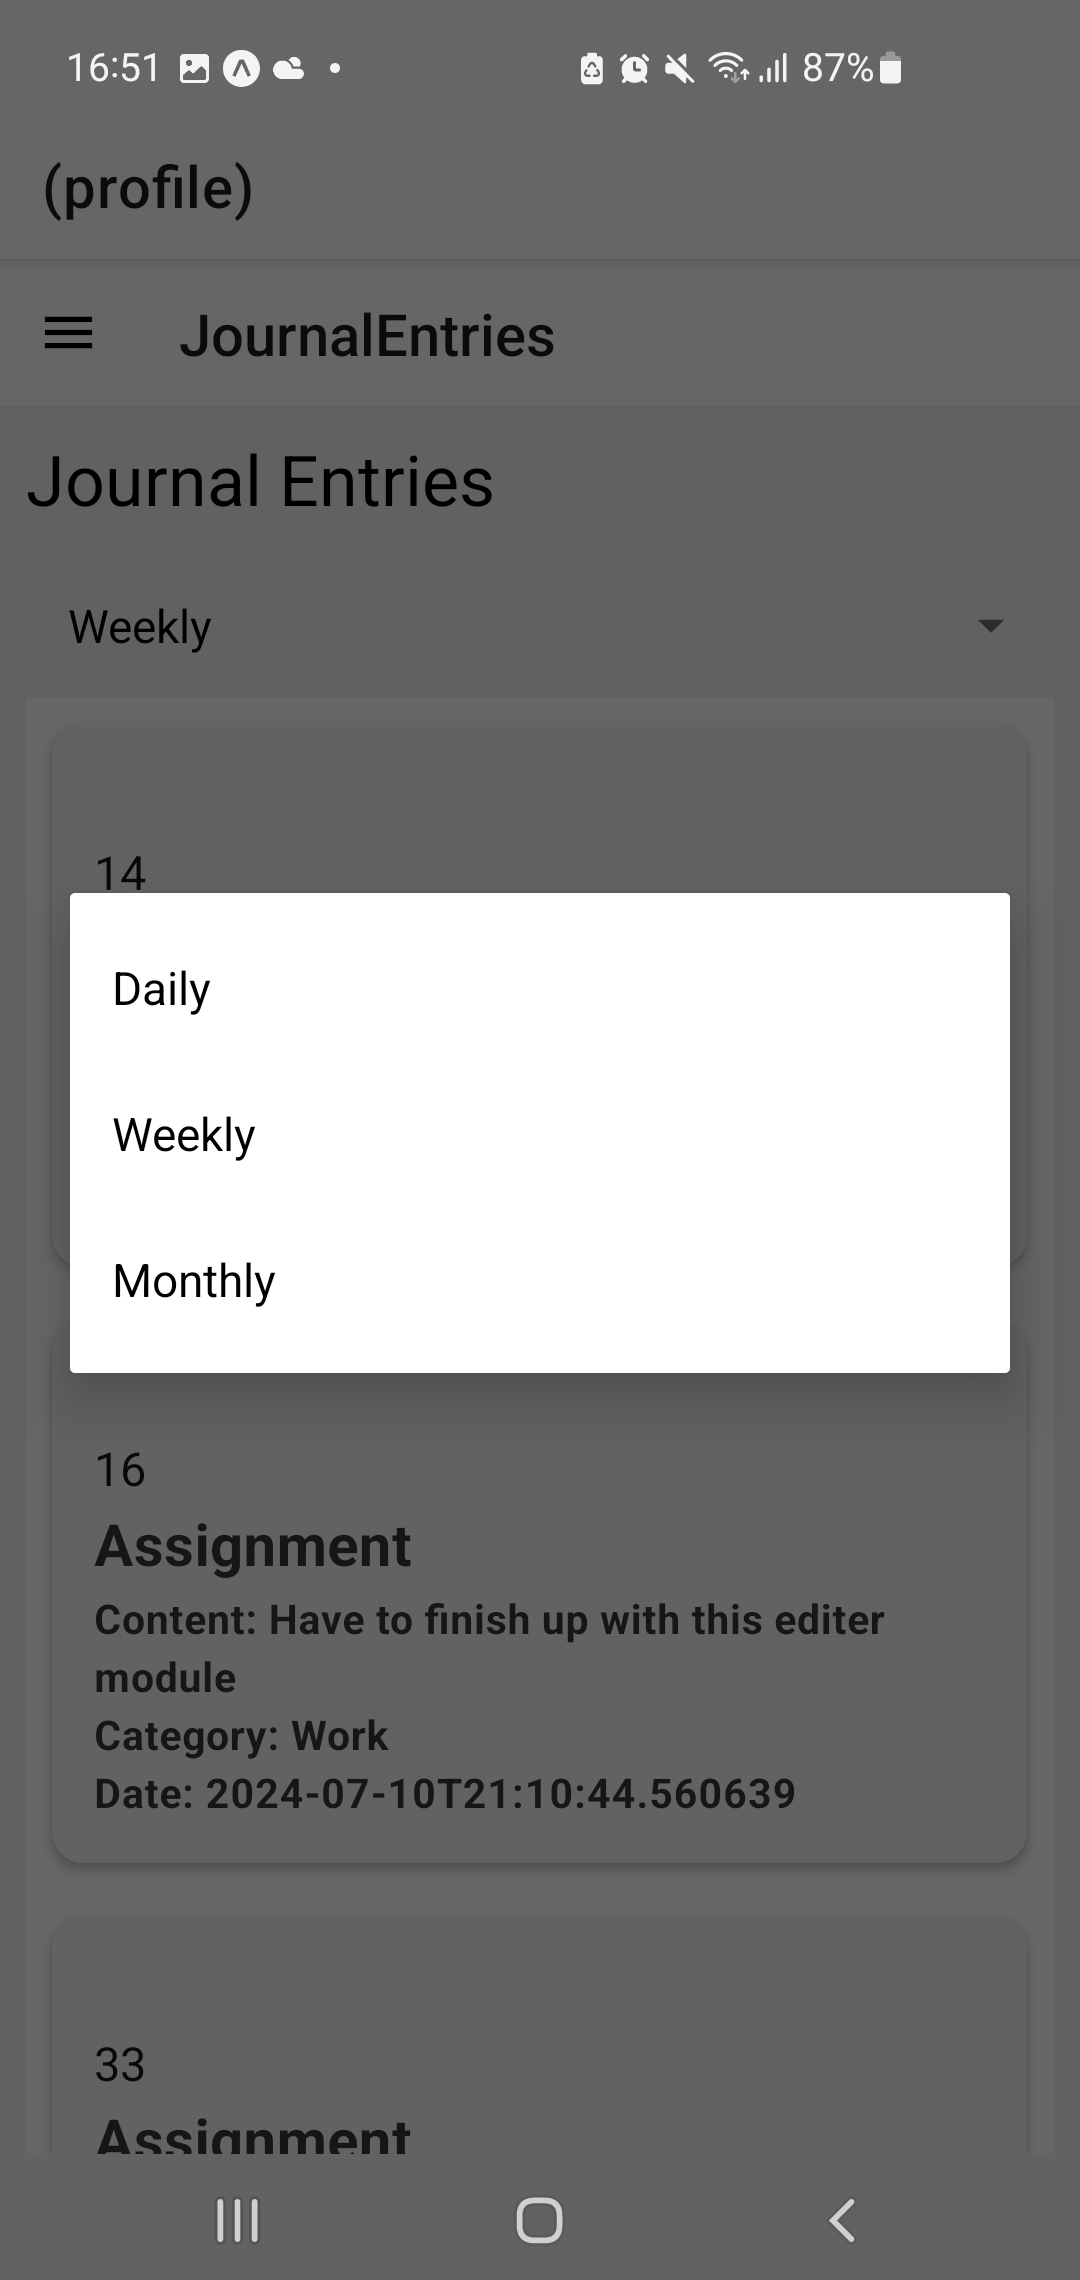 16:51
87%
(profile)
JournalEntries
Journal Entries
Weekly
14
Daily
Weekly
Monthly
16
Assignment
Content: Have to finish up with this editer
module
Category: Work
Date: 2024-07-10T21:10:44.560639
33
Assignment